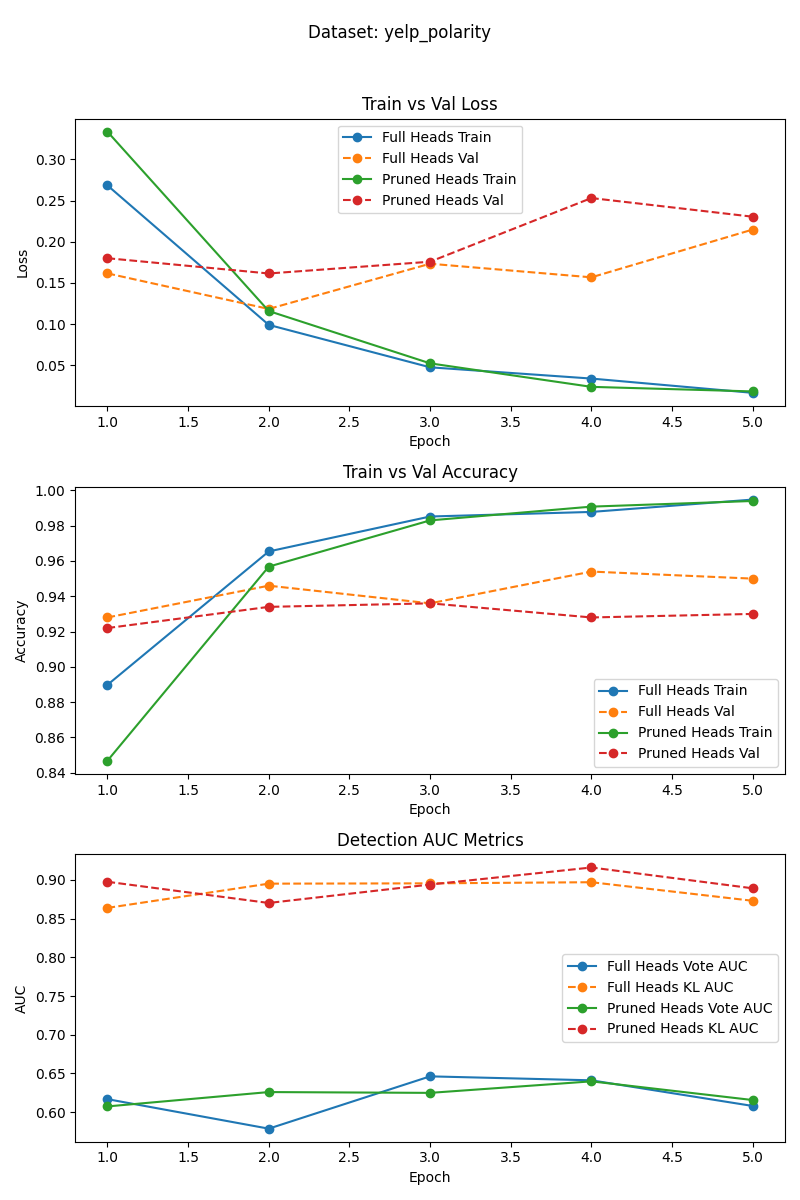 Dataset: yelp_polarity
Train vs Val Loss
Full Heads Train
Full Heads Val
Pruned Heads Train
Pruned Heads Val
0.30
0.25
0.20
0.15
0.10
0.05
Loss
1.0 1.5 2.0 2.5 3.0 3.5 4.0 4.5 5.0
Epoch
Train vs Val Accuracy
1.00
0.98
0.96
0.94
0.92
0.90
0.88
0.86
0.84
Accuracy
Full Heads Train
Full Heads Val
Pruned Heads Train
Pruned Heads Val
1.0 1.5 2.0 2.5 3.0 3.5 4.0 4.5 5.0
Epoch
Detection AUC Metrics
0.90
0.85
0.80
0.75
0.70
0.65
0.60
AUC
Full Heads Vote AUC
Full Heads KL AUC
Pruned Heads Vote AUC
Pruned Heads KL AUC
1.0 1.5 2.0 2.5 3.0 3.5 4.0 4.5 5.0
Epoch